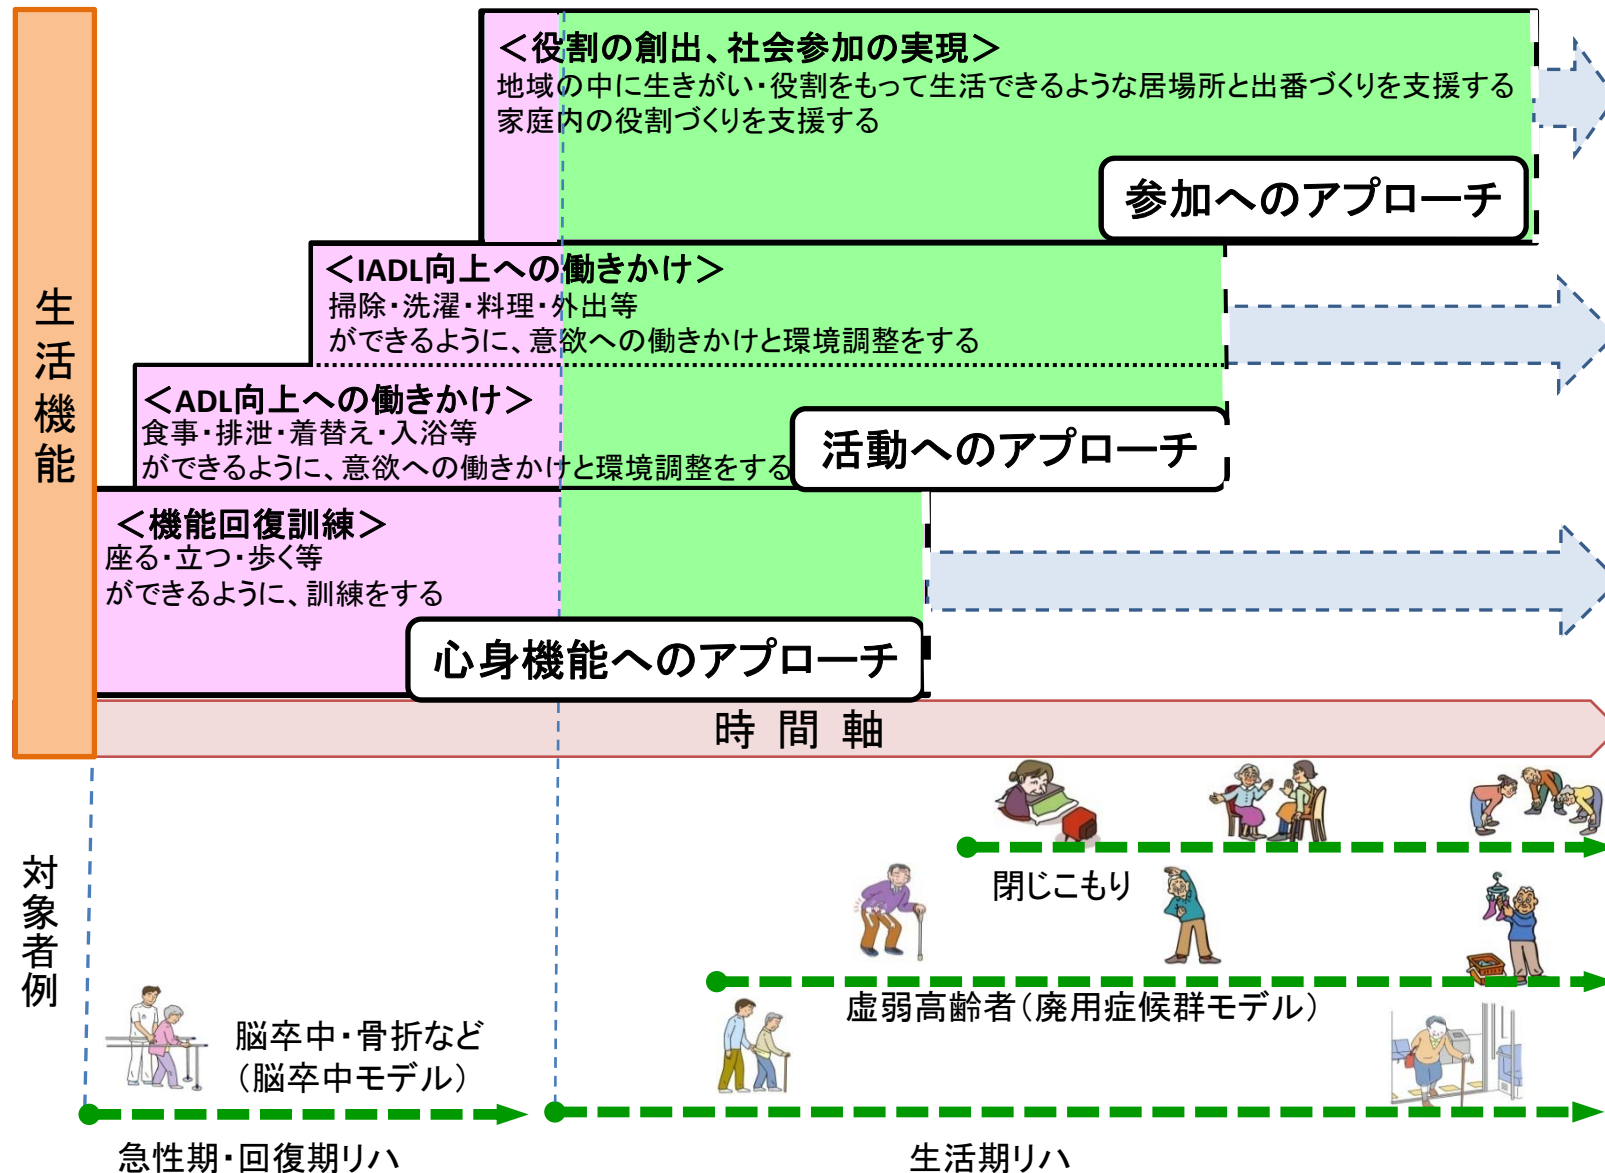 ＜役割の創出、社会参加の実現＞
地域の中に生きがい・役割をもって生活できるような居場所と出番づくりを支援する
家庭内の役割づくりを支援する
参加へのアプローチ
＜IADL向上への働きかけ＞
掃除・洗濯・料理・外出等
ができるように、意欲への働きかけと環境調整をする
＜ADL向上への働きかけ＞
食事・排泄・着替え・入浴等
ができるように、意欲への働きかけと環境調整をする
活動へのアプローチ
＜機能回復訓練＞
座る・立つ・歩く等
ができるように、訓練をする
心身機能へのアプローチ
生活機能
時間軸
対象者例
閉じこもり
虚弱高齢者（廃用症候群モデル）
脳卒中・骨折など
（脳卒中モデル）
急性期・回復期リハ
生活期リハ